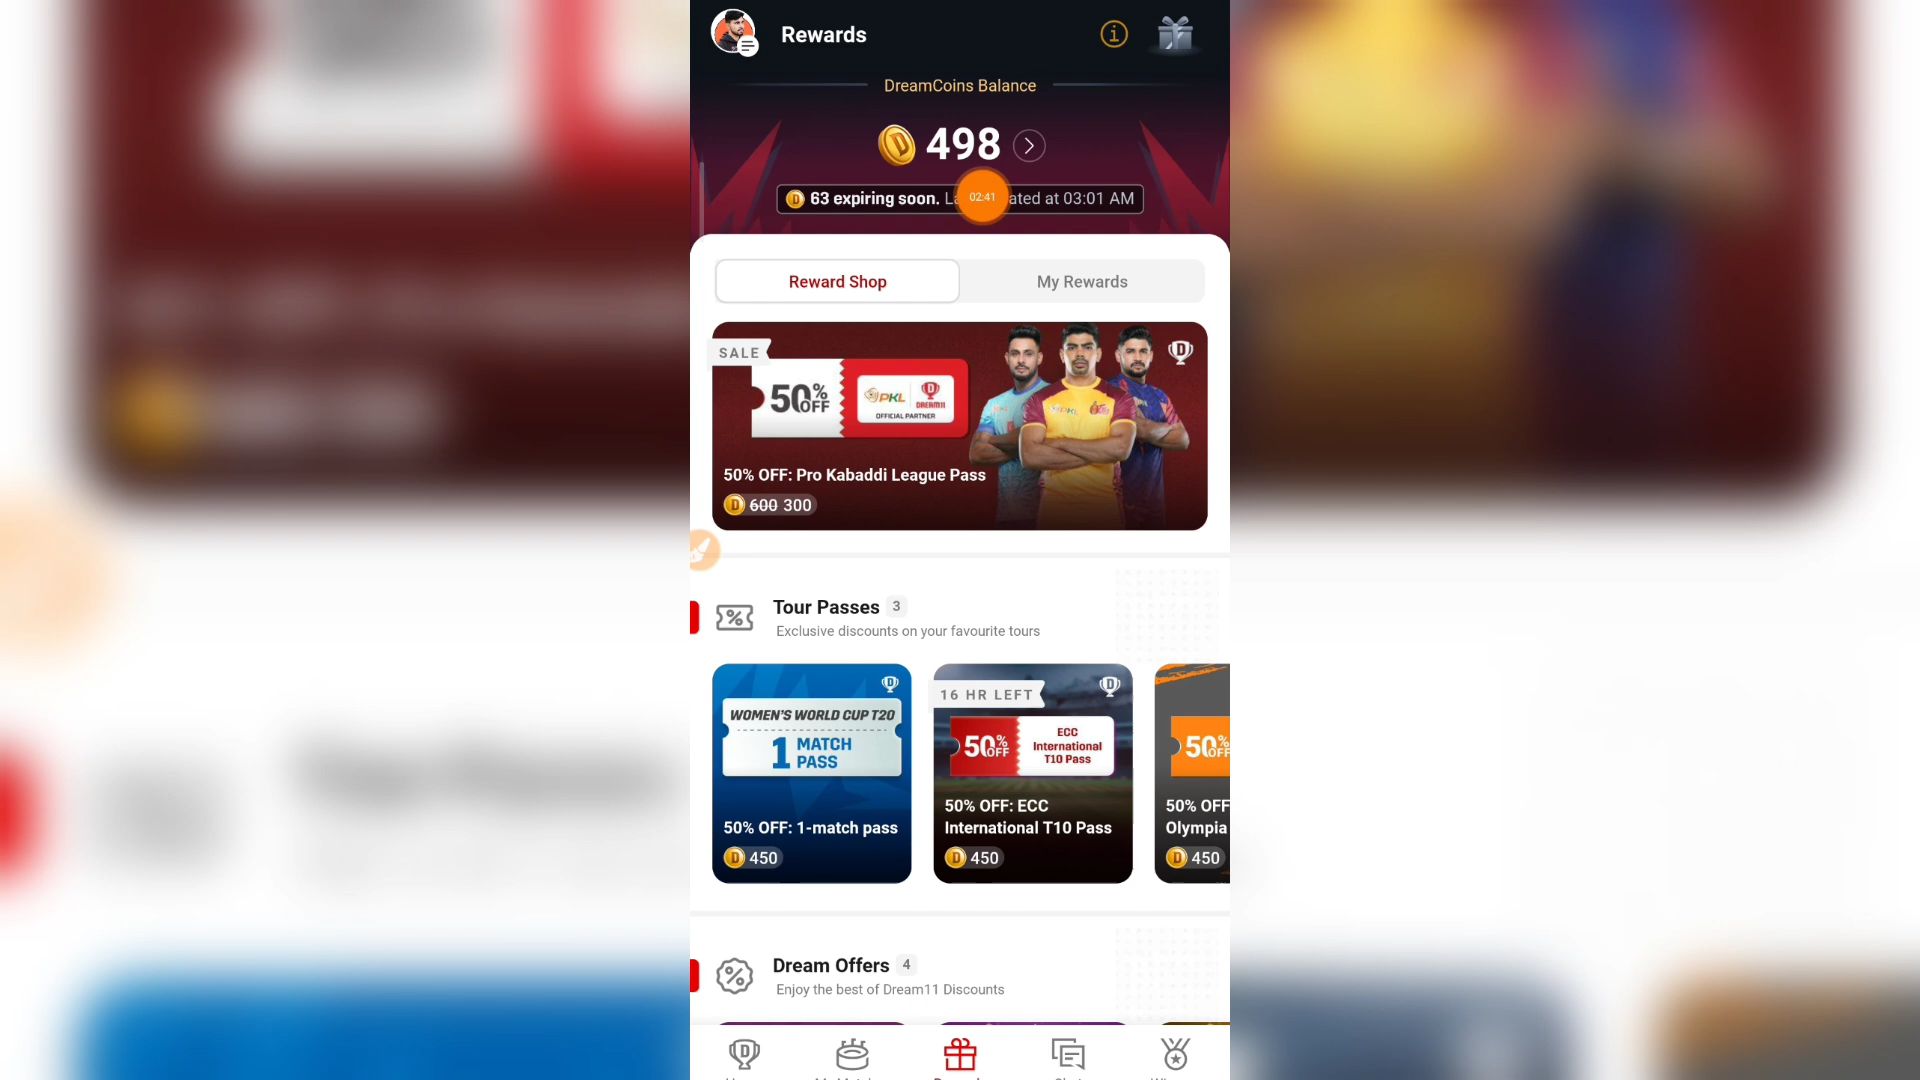 Rewards
DreamCoins Balance
498
63 expiring soon.
ated at 03:01 AM
02:41
Reward Shop
My Rewards
SALE
50% OFF
PKL
DREAM11
OFFICIAL PARTNER
50% OFF: Pro Kabaddi League Pass
600 300
Tour Passes 3
Exclusive discounts on your favourite tours
WOMEN'S WORLD CUP T20
1 MATCH
PASS
50% OFF: 1-match pass
450
16 HR LEFT
50% OFF
ECC
International
T10 Pass
50% OFF: ECC
International T10 Pass
450
50%
50% OFF
Olympia
450
Dream Offers 4
Enjoy the best of Dream11 Discounts